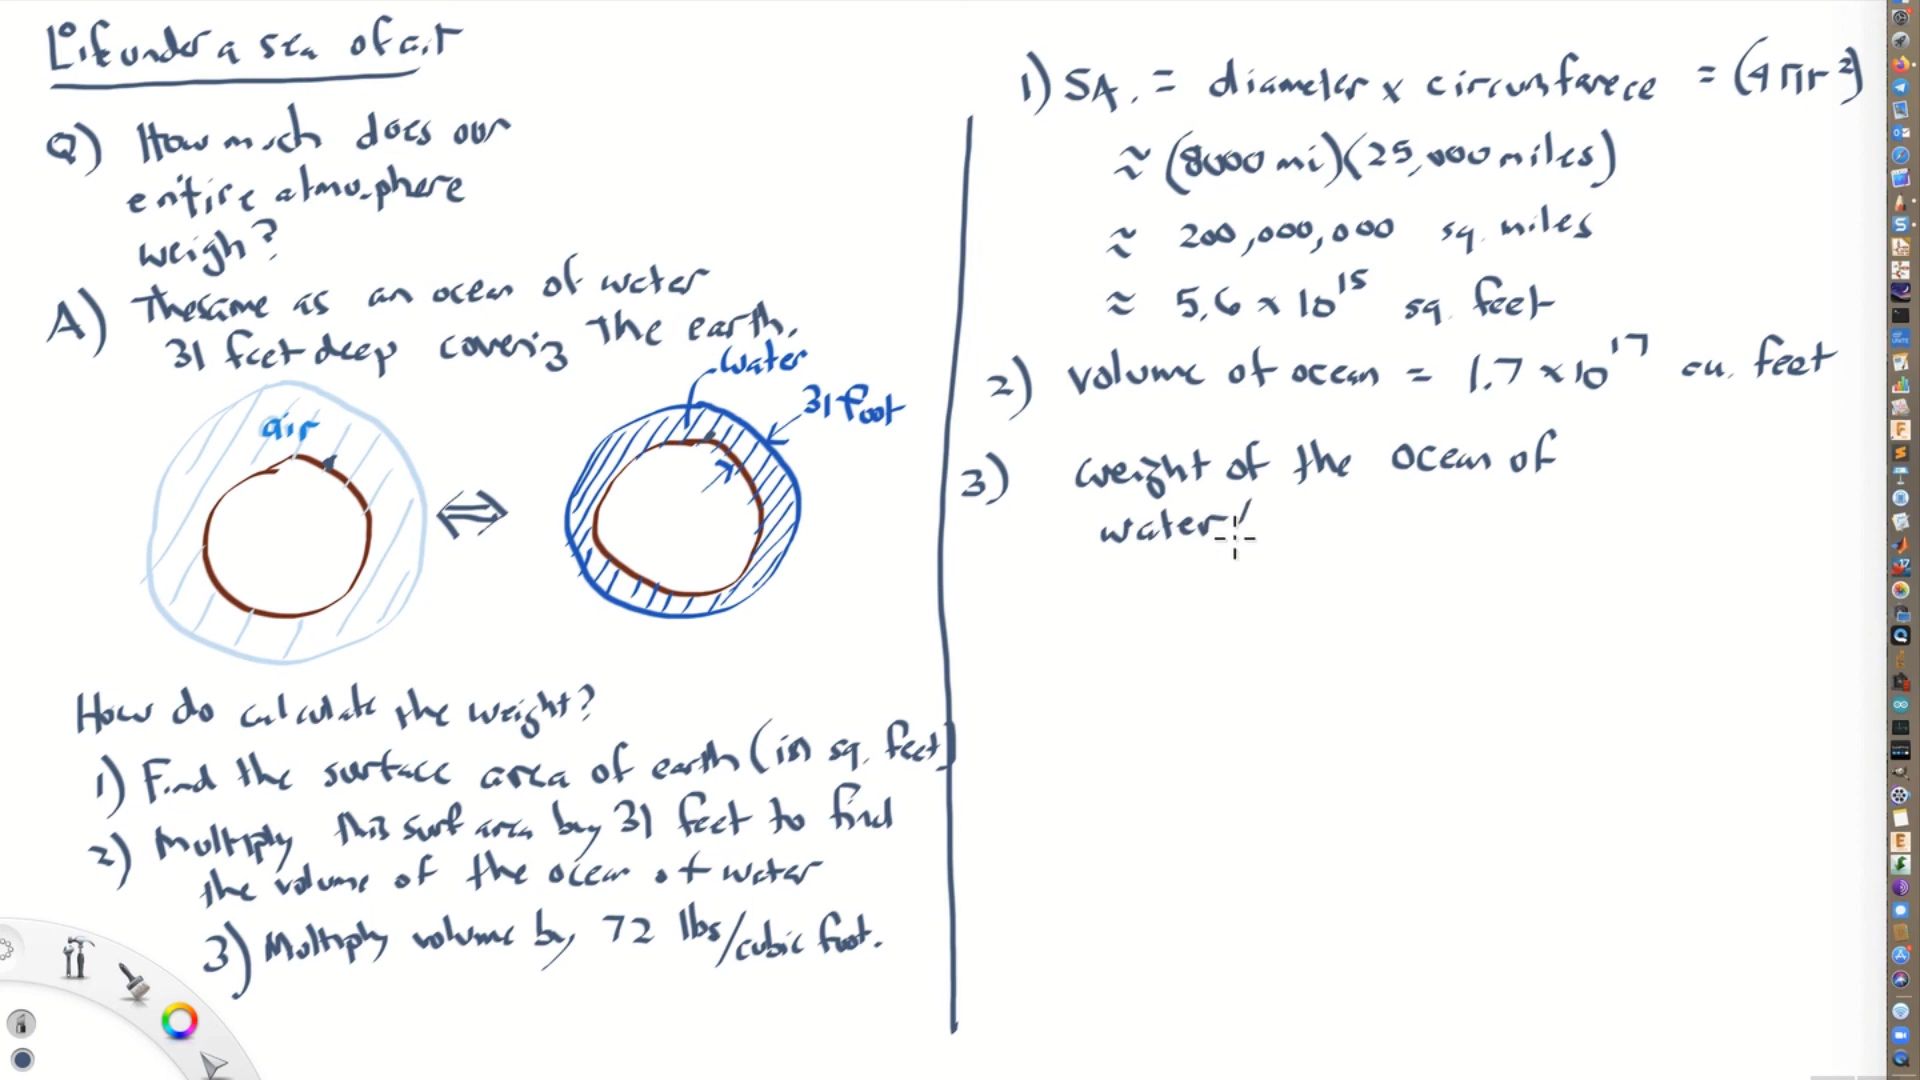 Life under a sea of air
Q) How much does our
entire atmosphere
weigh?
A) The same as an ocean of water
31 feet deep covering the earth.
air
water
31 foot
How do calculate the weight?
1) Find the surface area of earth (in sq. feet)
2) Multiply this surf area by 31 feet to find
the volume of the ocean of water
3) Multiply volume by 72 lbs/cubic foot.
1) SA. = diameter x circumference = (4πr²)
≈ (8000 mi)(25,000 miles)
≈ 200,000,000 sq. miles
≈ 5.6 x 10¹⁵ sq. feet
2) volume of ocean = 1.7 x 10¹⁷ cu. feet
3) weight of the ocean of
water